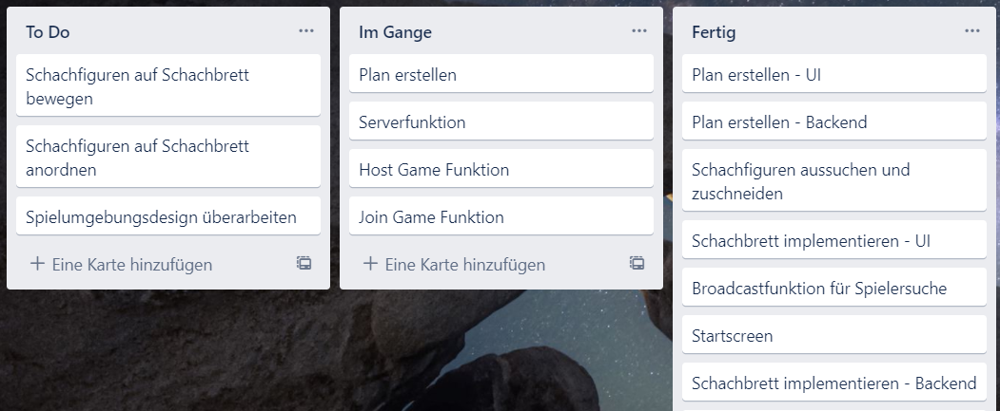 To Do
Schachfiguren auf Schachbrett
bewegen
Schachfiguren auf Schachbrett
anordnen
Spielumgebungsdesign überarbeiten
Eine Karte hinzufügen
Im Gange
Plan erstellen
Serverfunktion
Host Game Funktion
Join Game Funktion
Eine Karte hinzufügen
Fertig
Plan erstellen - UI
Plan erstellen - Backend
Schachfiguren aussuchen und
zuschneiden
Schachbrett implementieren - UI
Broadcastfunktion für Spielersuche
Startscreen
Schachbrett implementieren - Backend